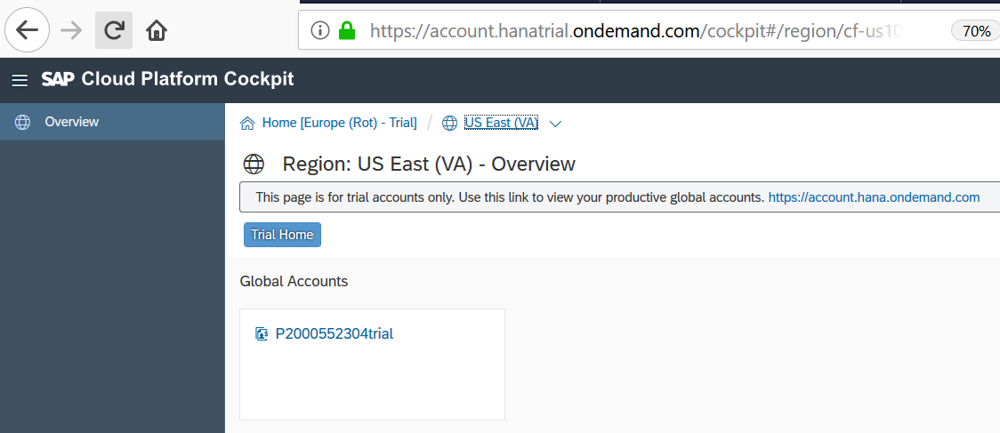 https://account.hanatrial.ondemand.com/cockpit#/region/cf-us10
70%
SAP Cloud Platform Cockpit
Overview
Home [Europe (Rot) - Trial] / US East (VA)
Region: US East (VA) - Overview
This page is for trial accounts only. Use this link to view your productive global accounts. https://account.hana.ondemand.com
Trial Home
Global Accounts
P2000552304trial